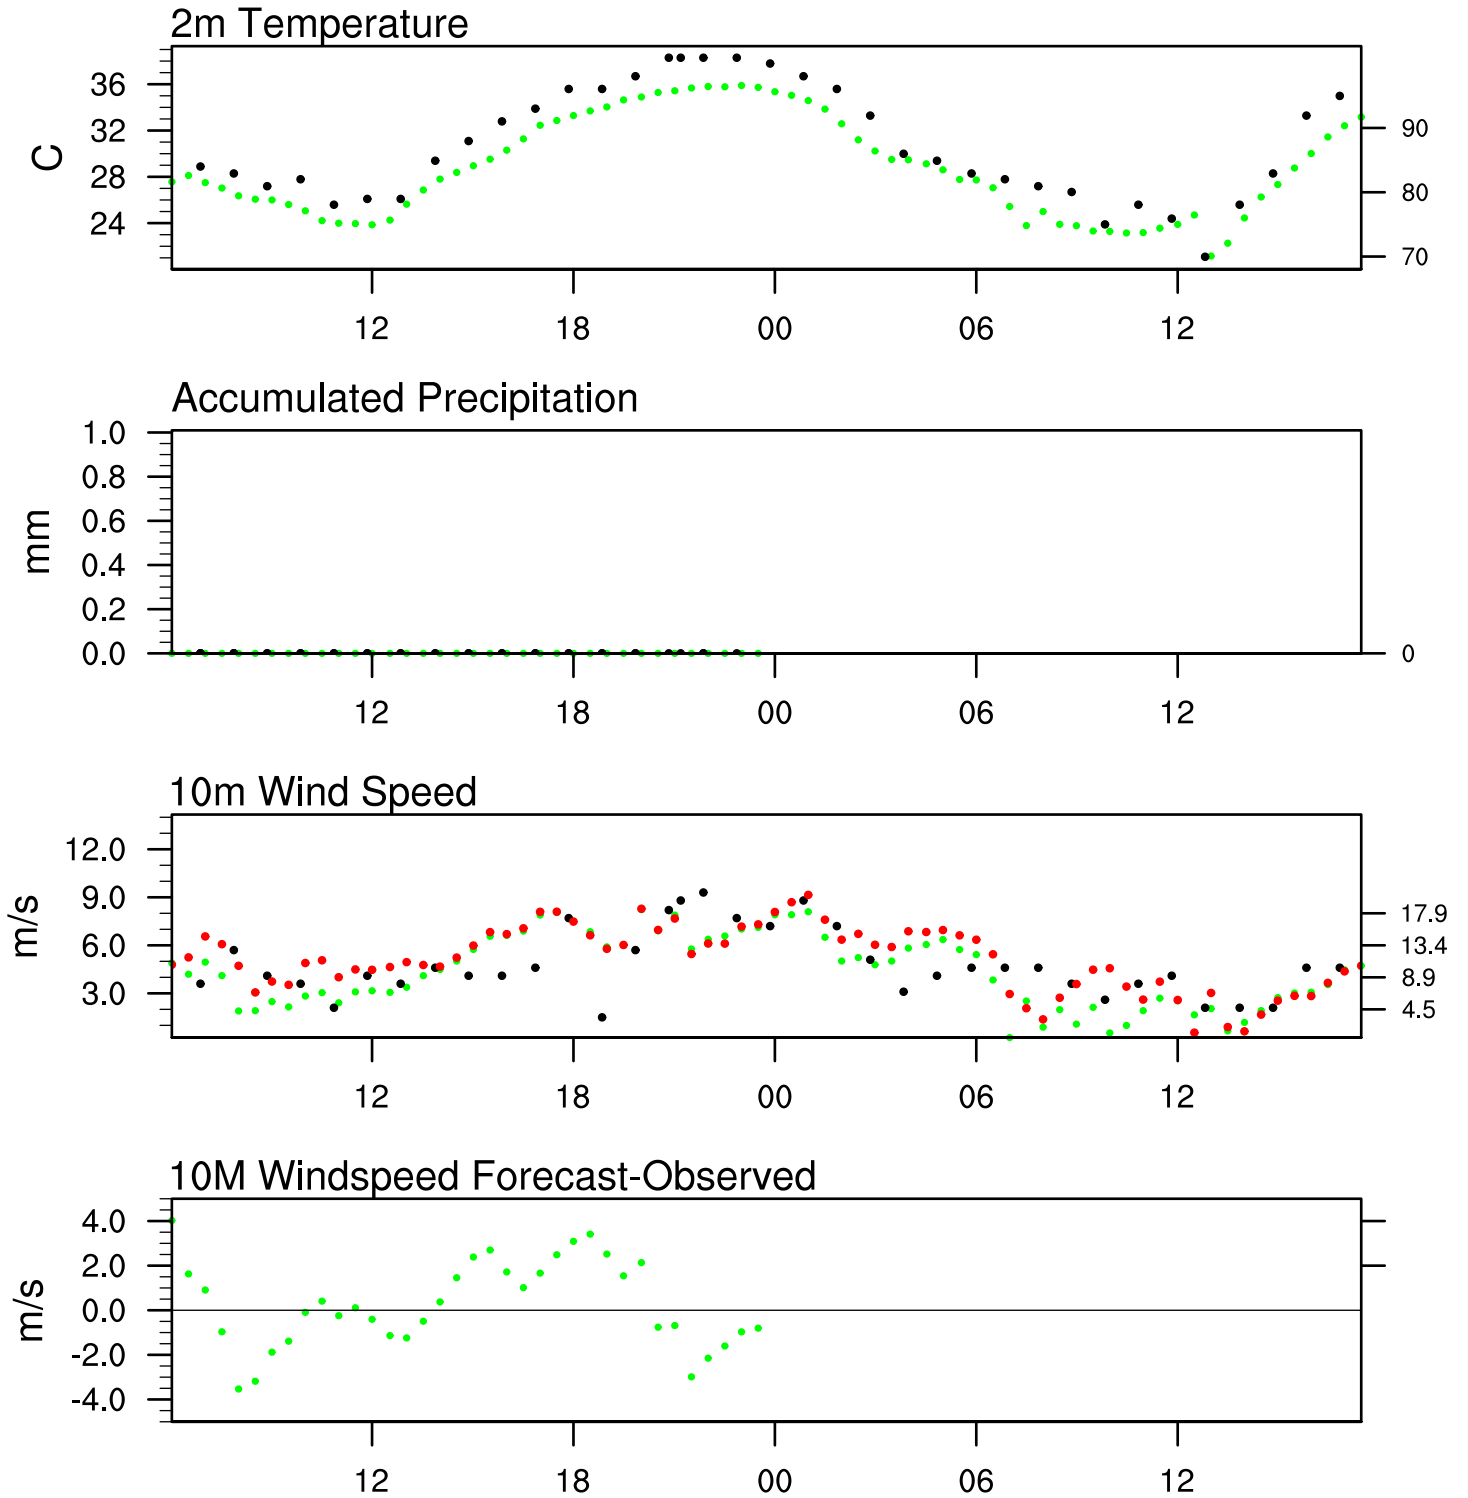 2m Temperature
36
32
28
24
C
90
80
70
12 18 00 06 12
Accumulated Precipitation
1.0
0.8
0.6
0.4
0.2
0.0
mm
0
12 18 00 06 12
10m Wind Speed
12.0
9.0
6.0
3.0
m/s
17.9
13.4
8.9
4.5
12 18 00 06 12
10M Windspeed Forecast-Observed
4.0
2.0
0.0
-2.0
-4.0
m/s
12 18 00 06 12